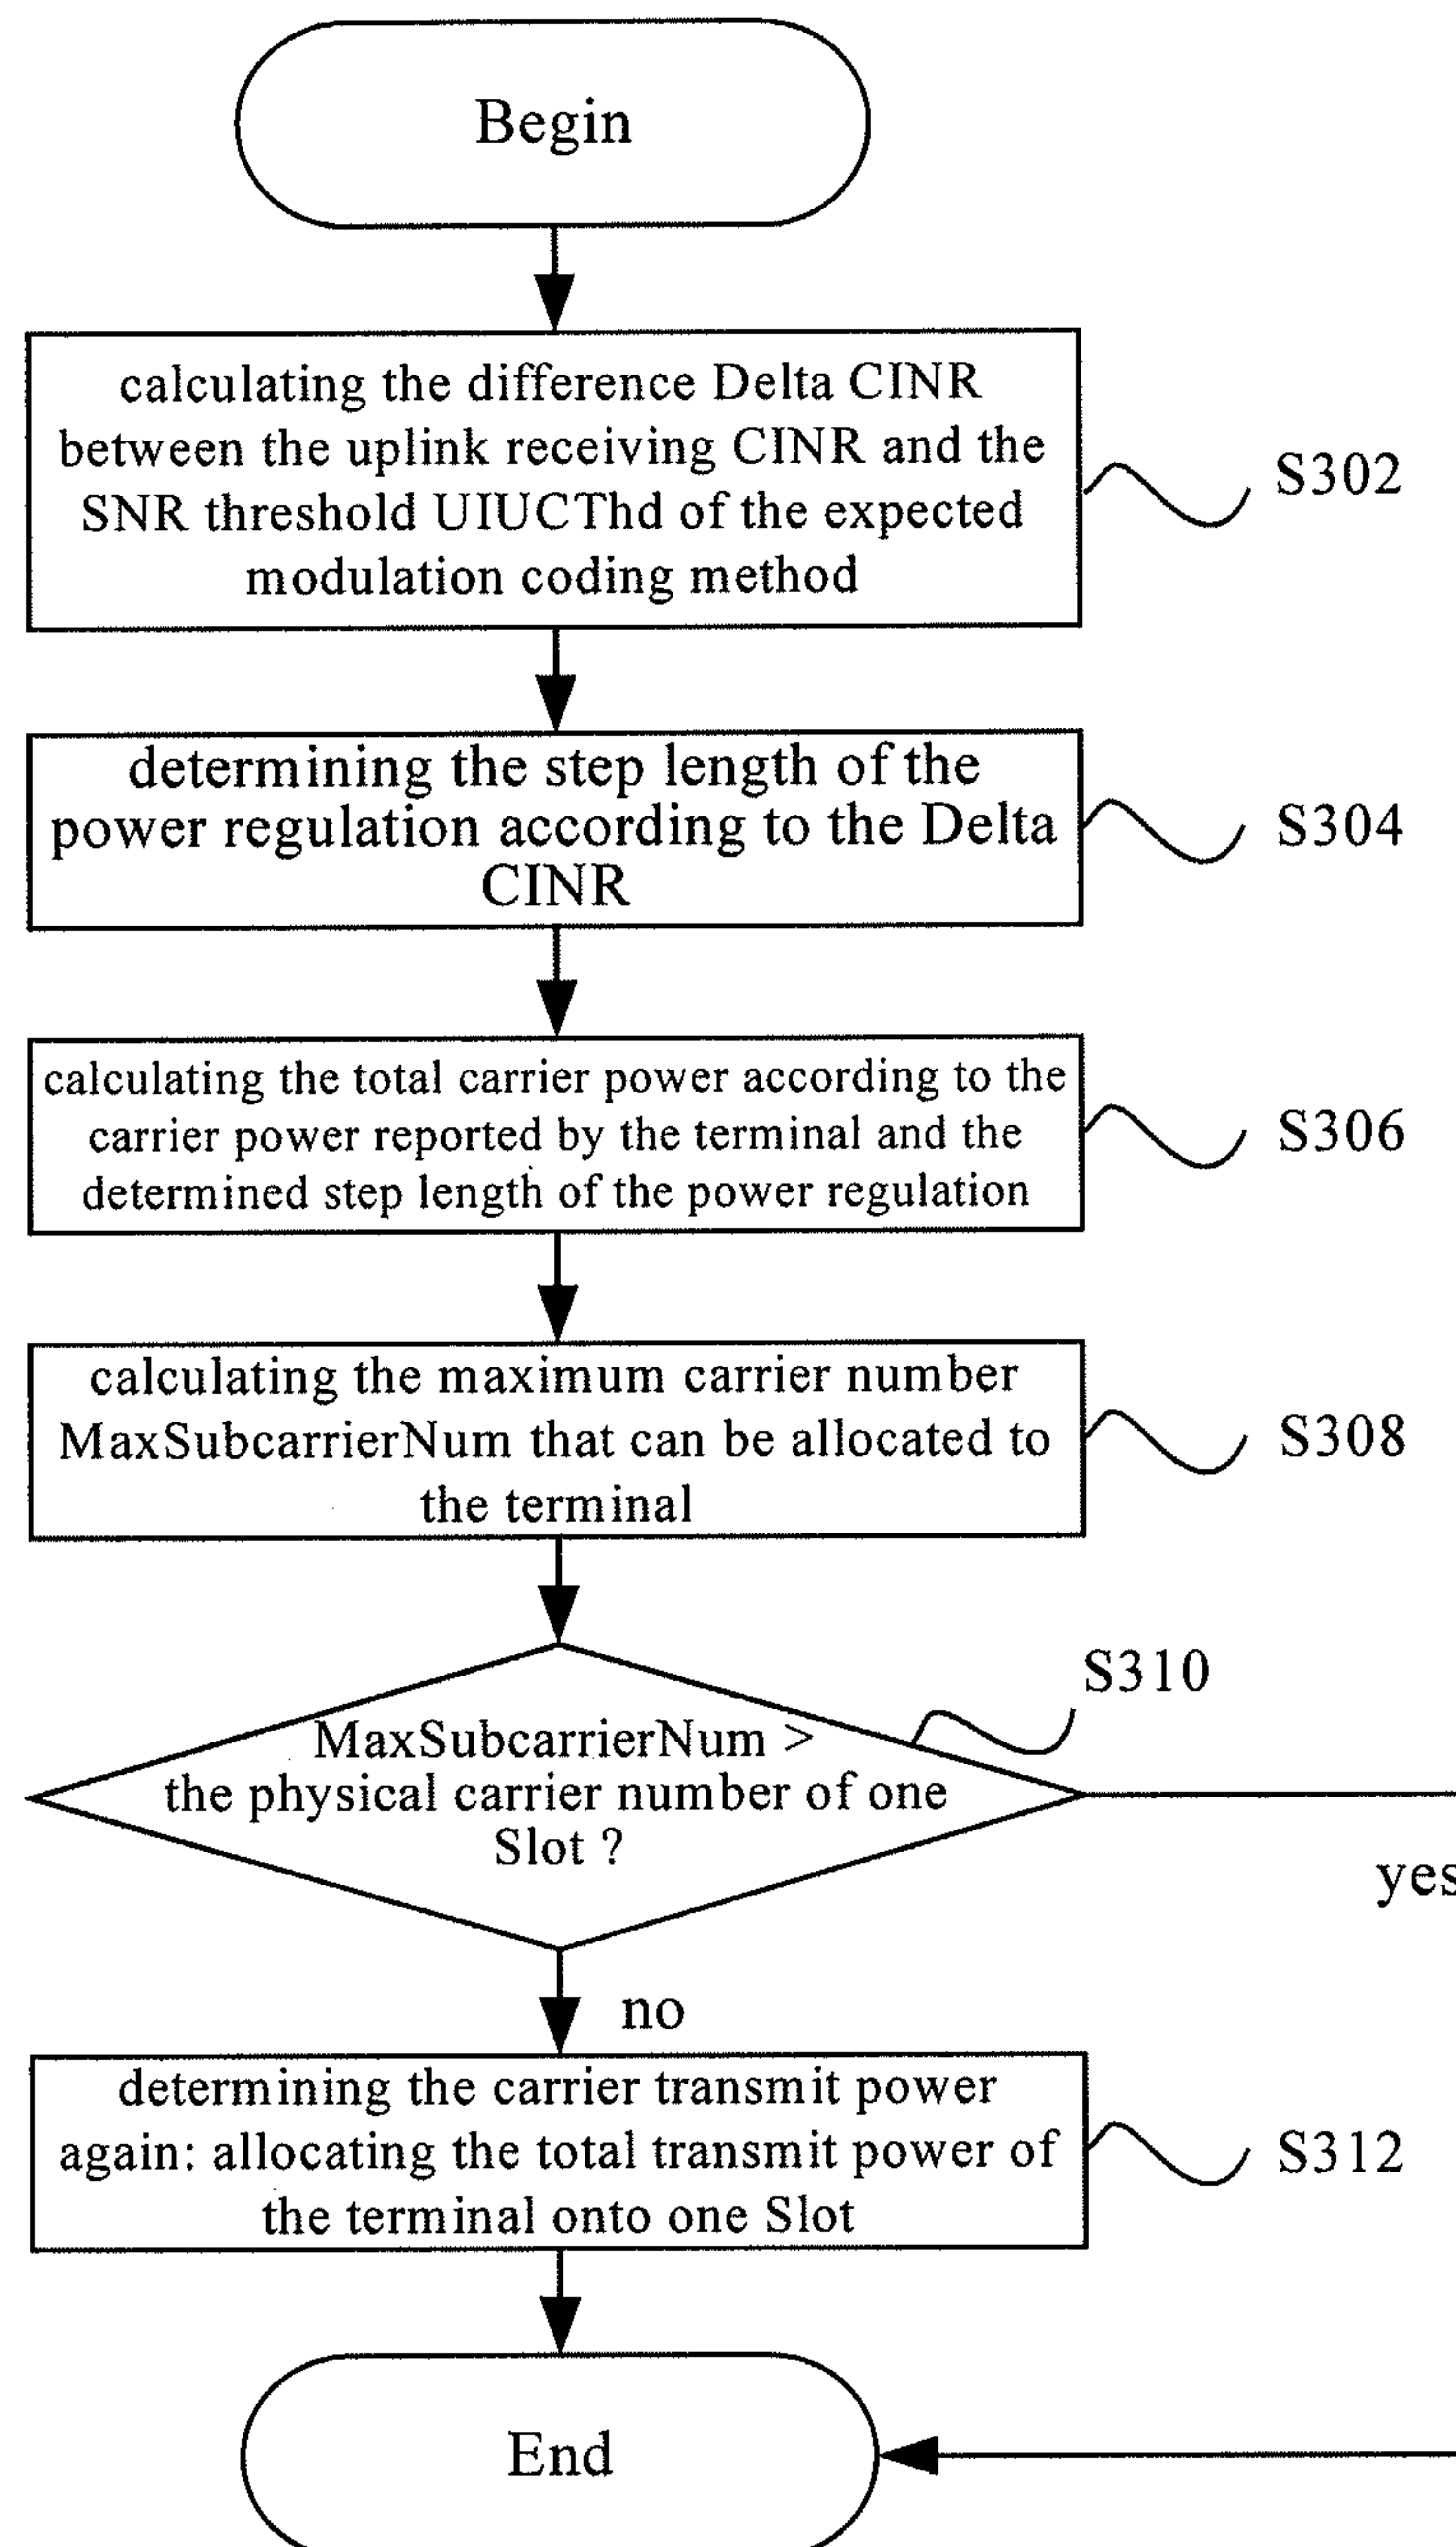 Begin
calculating the difference Delta CINR
between the uplink receiving CINR and the
SNR threshold UIUCThd of the expected
modulation coding method
S302
determining the step length of the
power regulation according to the Delta
CINR
S304
calculating the total carrier power according to the
carrier power reported by the terminal and the
determined step length of the power regulation
S306
calculating the maximum carrier number
MaxSubcarrierNum that can be allocated to
the terminal
S308
S310
MaxSubcarrierNum >
the physical carrier number of one
Slot ?
yes
no
determining the carrier transmit power
again: allocating the total transmit power of
the terminal onto one Slot
S312
End